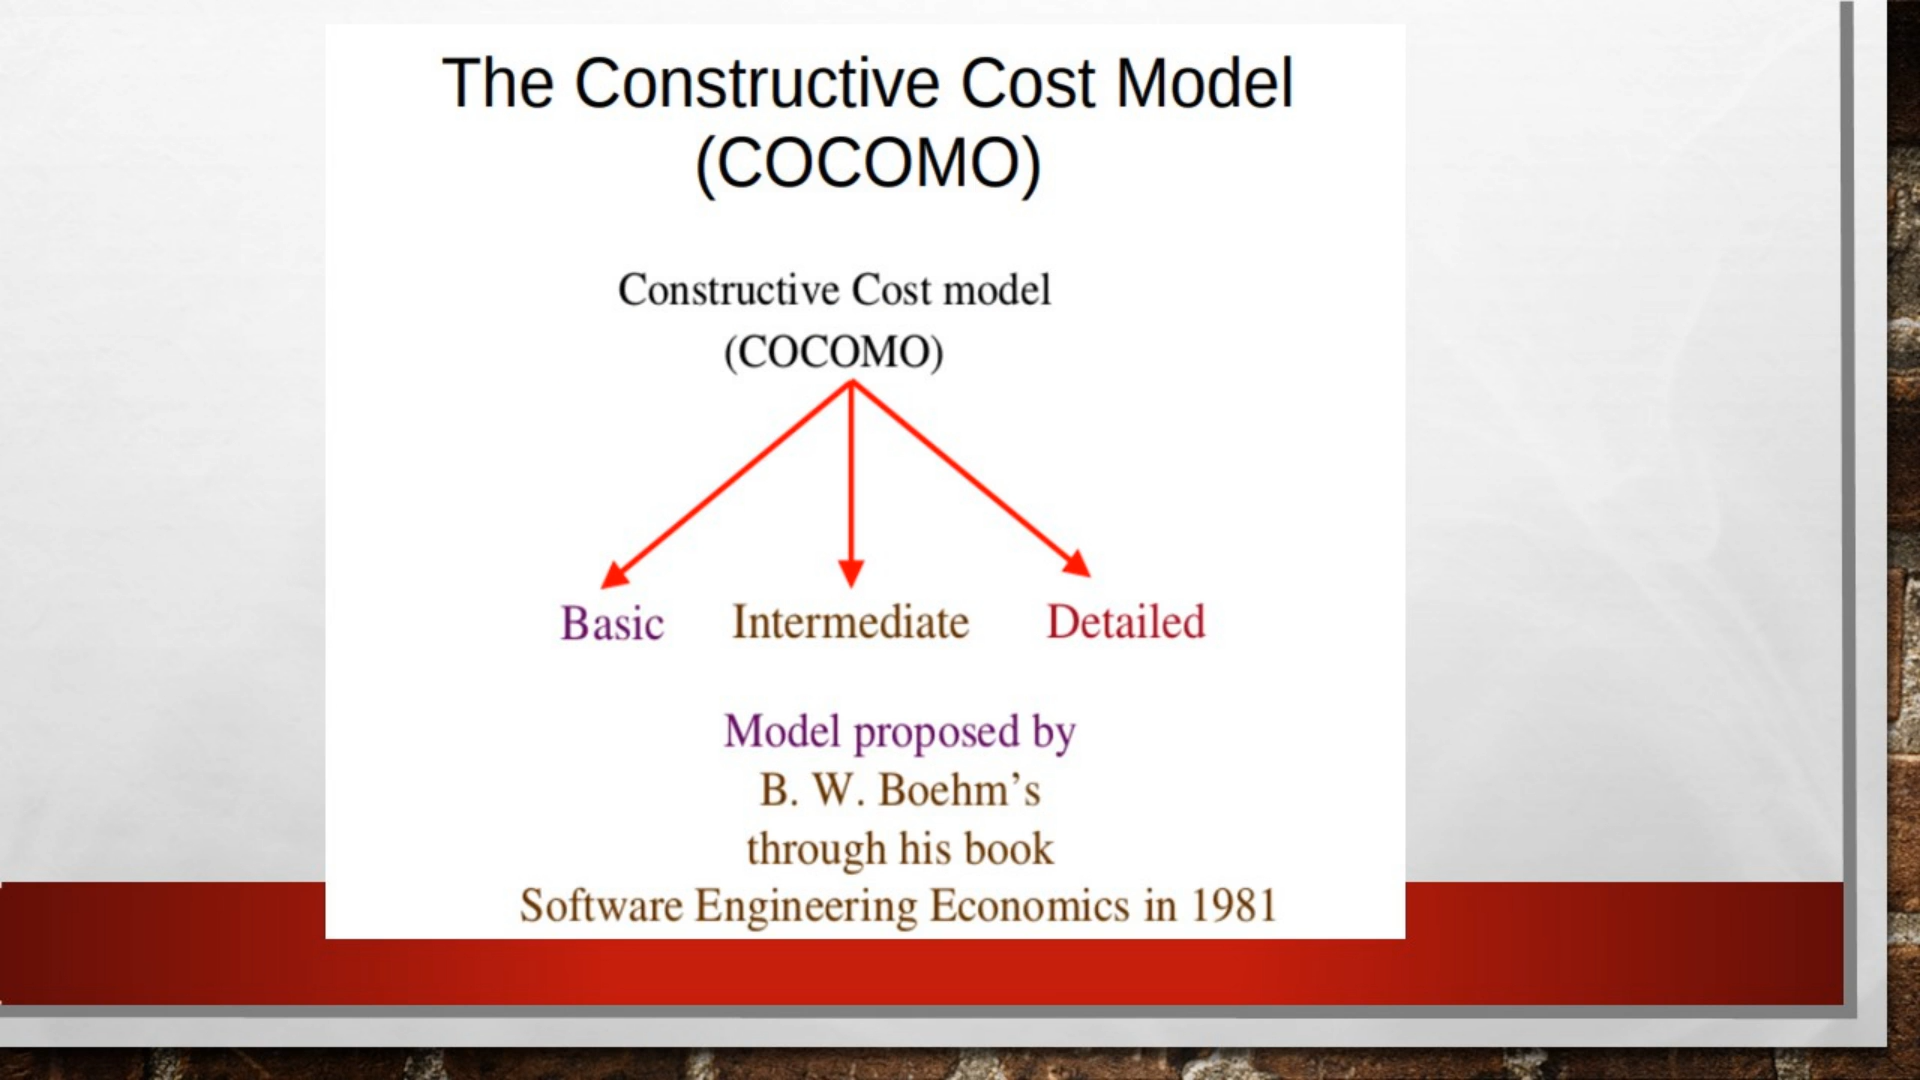 The Constructive Cost Model
(COCOMO)
Constructive Cost model
(COCOMO)
Basic Intermediate Detailed
Model proposed by
B. W. Boehm’s
through his book
Software Engineering Economics in 1981